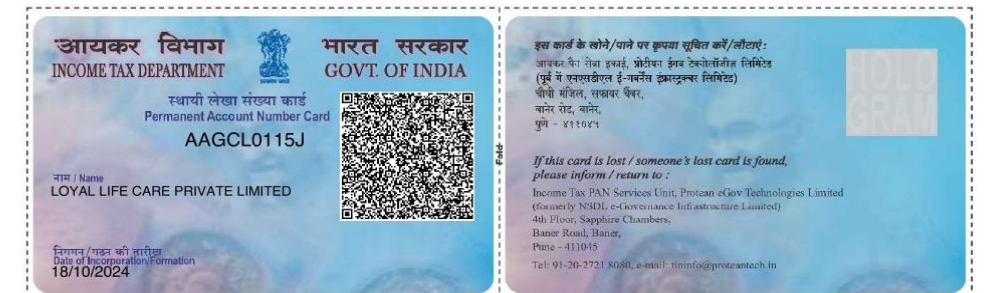 आयकर विभाग
INCOME TAX DEPARTMENT
भारत सरकार
GOVT. OF INDIA
स्थायी लेखा संख्या कार्ड
Permanent Account Number Card
AAGCL0115J
नाम / Name
LOYAL LIFE CARE PRIVATE LIMITED
निगमन/गठन की तारीख
Date of Incorporation/Formation
18/10/2024
Fold
इस कार्ड के खोने/पाने पर कृपया सूचित करें/लौटाएं :
आयकर पैन सेवा इकाई, प्रोटीयन ईगव टेक्नोलॉजीज़ लिमिटेड
(पूर्व में एनएसडीएल ई-गवर्नेंस इंफ्रास्ट्रक्चर लिमिटेड)
चौथी मंजिल, सफायर चेंबर,
बानेर रोड, बानेर,
पुणे - ४११०४५
HOLO
GRAM
If this card is lost / someone's lost card is found,
please inform / return to :
Income Tax PAN Services Unit, Protean eGov Technologies Limited
(formerly NSDL e-Governance Infrastructure Limited)
4th Floor, Sapphire Chambers,
Baner Road, Baner,
Pune - 411045
Tel: 91-20-2721 8080, e-mail: tininfo@proteantech.in